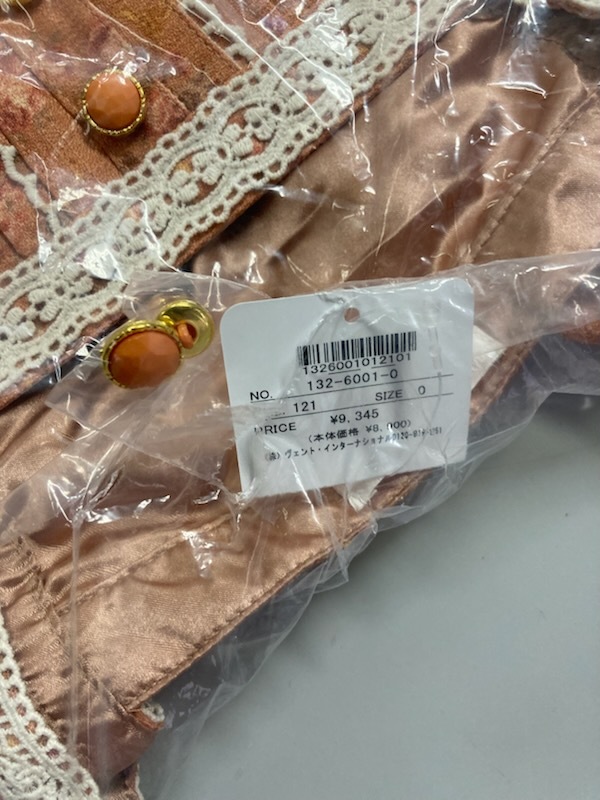 1326001012101
NO. 132-6001-0
121 SIZE 0
PRICE ¥9,345
(本体価格 ¥8,900)
(株)ヴェント・インターナショナル